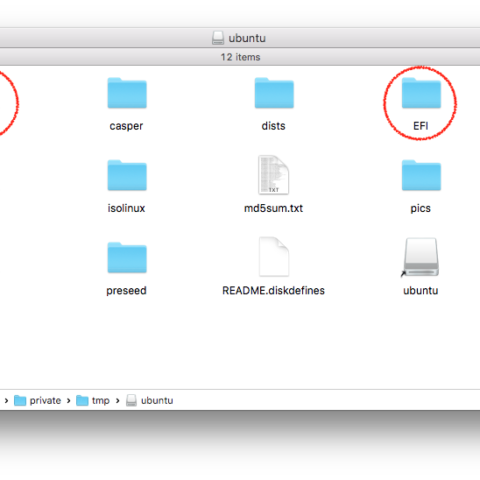 ubuntu
12 items
casper
dists
EFI
TXT
isolinux
md5sum.txt
pics
preseed
README.diskdefines
ubuntu
› private › tmp › ubuntu